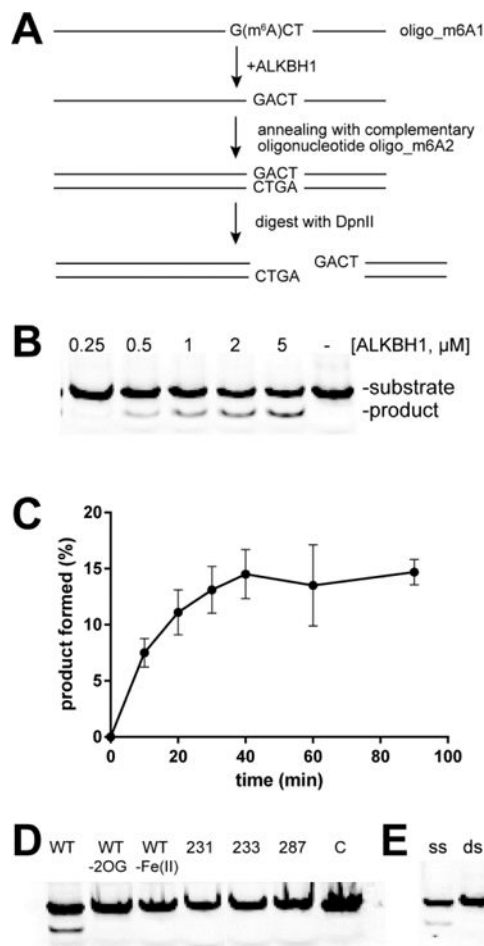 A
G(m⁶A)CT oligo_m6A1
+ALKBH1
GACT
annealing with complementary
oligonucleotide oligo_m6A2
GACT
CTGA
digest with DpnII
GACT
CTGA
B
0.25 0.5 1 2 5 - [ALKBH1, µM]
-substrate
-product
C
20
15
10
5
0
product formed (%)
0 20 40 60 80 100
time (min)
D WT WT WT 231 233 287 C E ss ds
-2OG -Fe(II)